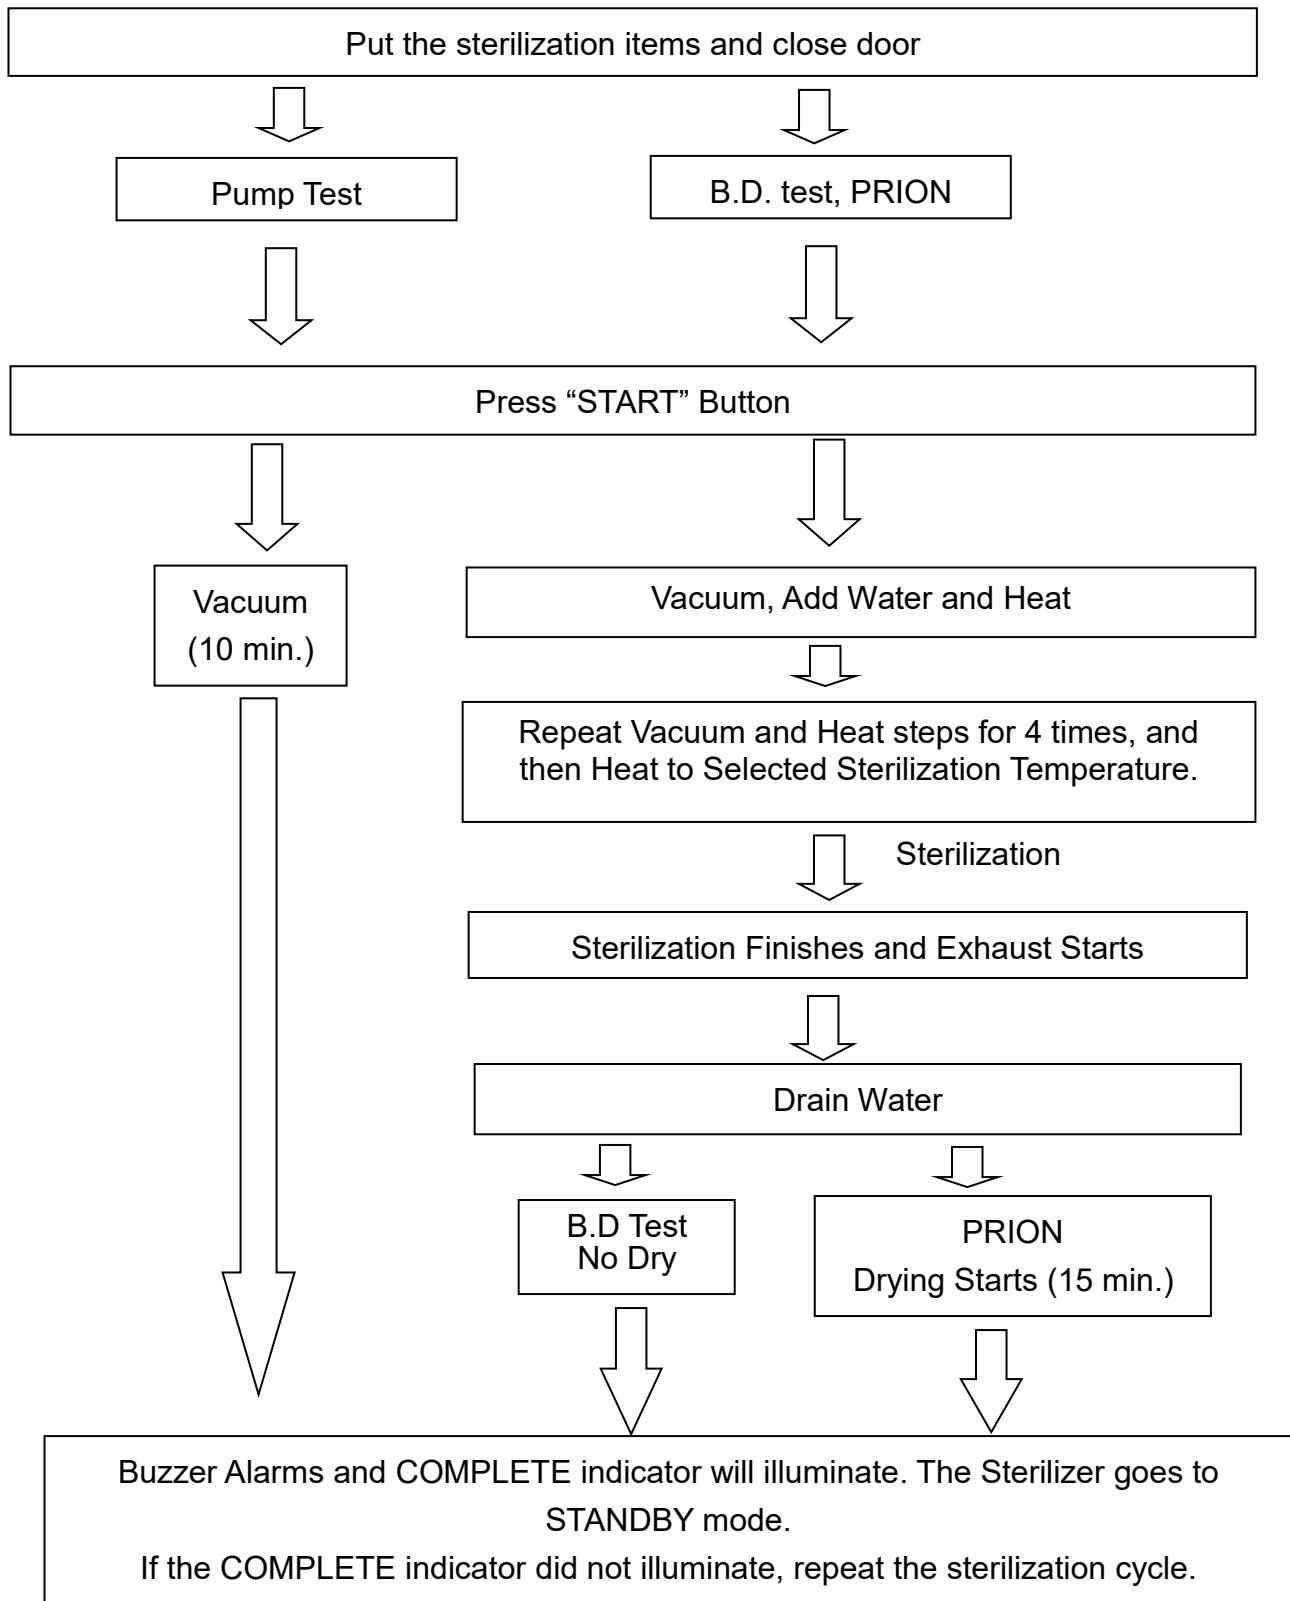 Put the sterilization items and close door
Pump Test
B.D. test, PRION
Press “START” Button
Vacuum
(10 min.)
Vacuum, Add Water and Heat
Repeat Vacuum and Heat steps for 4 times, and
then Heat to Selected Sterilization Temperature.
Sterilization
Sterilization Finishes and Exhaust Starts
Drain Water
B.D Test
No Dry
PRION
Drying Starts (15 min.)
Buzzer Alarms and COMPLETE indicator will illuminate. The Sterilizer goes to
STANDBY mode.
If the COMPLETE indicator did not illuminate, repeat the sterilization cycle.